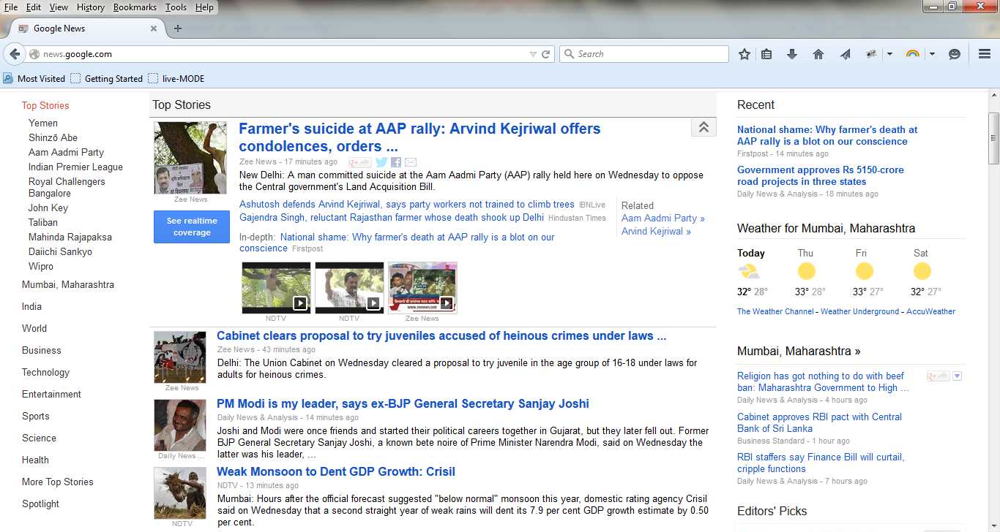 File Edit View History Bookmarks Tools Help
Google News
news.google.com
Search
Most Visited Getting Started live-MODE
Top Stories
Yemen
Shinzō Abe
Aam Aadmi Party
Indian Premier League
Royal Challengers
Bangalore
John Key
Taliban
Mahinda Rajapaksa
Daiichi Sankyo
Wipro
Mumbai, Maharashtra
India
World
Business
Technology
Entertainment
Sports
Science
Health
More Top Stories
Spotlight
Top Stories
Zee News
See realtime
coverage
Farmer's suicide at AAP rally: Arvind Kejriwal offers
condolences, orders ...
Zee News - 17 minutes ago
New Delhi: A man committed suicide at the Aam Aadmi Party (AAP) rally held here on Wednesday to oppose
the Central government's Land Acquisition Bill.
Ashutosh defends Arvind Kejriwal, says party workers not trained to climb trees IBNLive
Gajendra Singh, reluctant Rajasthan farmer whose death shook up Delhi Hindustan Times
In-depth: National shame: Why farmer's death at AAP rally is a blot on our
conscience Firstpost
Related
Aam Aadmi Party »
Arvind Kejriwal »
NDTV
NDTV
Zee News
Zee News
Cabinet clears proposal to try juveniles accused of heinous crimes under laws ...
Zee News - 43 minutes ago
Delhi: The Union Cabinet on Wednesday cleared a proposal to try juvenile in the age group of 16-18 under laws for
adults for heinous crimes.
Daily News ...
PM Modi is my leader, says ex-BJP General Secretary Sanjay Joshi
Daily News & Analysis - 14 minutes ago
Joshi and Modi were once friends and started their political careers together in Gujarat, but they later fell out. Former
BJP General Secretary Sanjay Joshi, a known bete noire of Prime Minister Narendra Modi, said on Wednesday the
latter was his leader, ...
NDTV
Weak Monsoon to Dent GDP Growth: Crisil
NDTV - 13 minutes ago
Mumbai: Hours after the official forecast suggested "below normal" monsoon this year, domestic rating agency Crisil
said on Wednesday that a second straight year of weak rains will dent its 7.9 per cent GDP growth estimate by 0.50
per cent.
Recent
National shame: Why farmer's death at
AAP rally is a blot on our conscience
Firstpost - 14 minutes ago
Government approves Rs 5150-crore
road projects in three states
Daily News & Analysis - 18 minutes ago
Weather for Mumbai, Maharashtra
Today Thu Fri Sat
32° 28° 33° 28° 33° 27° 32° 27°
The Weather Channel - Weather Underground - AccuWeather
Mumbai, Maharashtra »
Religion has got nothing to do with beef
ban: Maharashtra Government to High ...
Daily News & Analysis - 4 hours ago
Cabinet approves RBI pact with Central
Bank of Sri Lanka
Business Standard - 1 hour ago
RBI staffers say Finance Bill will curtail,
cripple functions
Daily News & Analysis - 7 hours ago
Editors' Picks